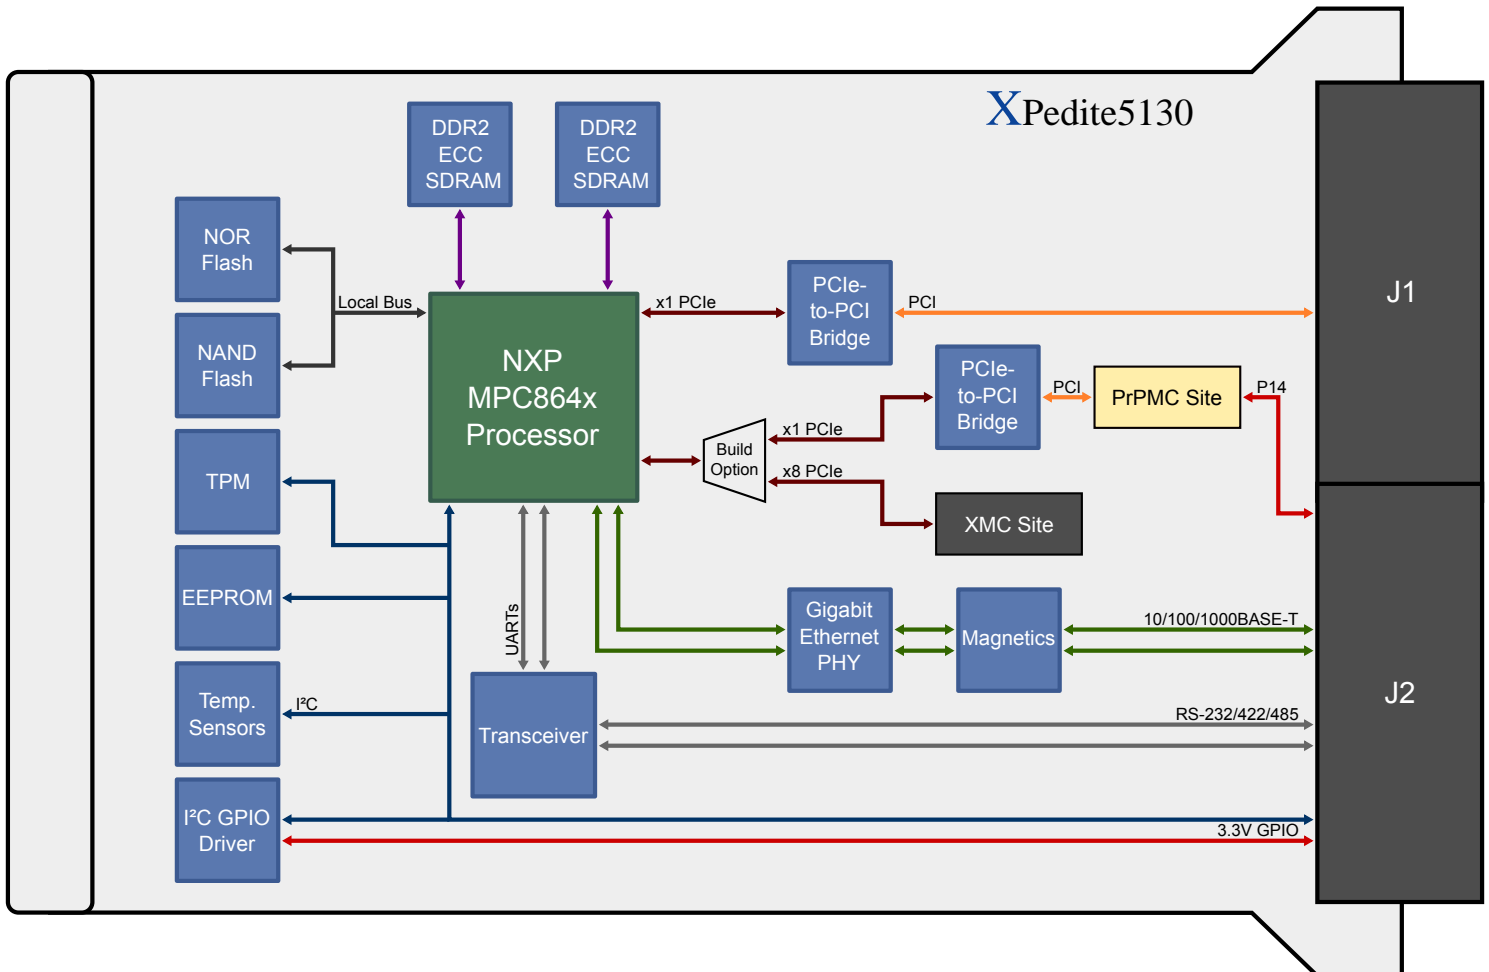 XPedite5130
DDR2
ECC
SDRAM
DDR2
ECC
SDRAM
NOR
Flash
NAND
Flash
Local Bus
NXP
MPC864x
Processor
x1 PCIe
PCIe-
to-PCI
Bridge
PCI
J1
PCIe-
to-PCI
Bridge
PCI
PrPMC Site
P14
Build
Option
x1 PCIe
x8 PCIe
XMC Site
TPM
EEPROM
Temp.
Sensors
I²C
I²C GPIO
Driver
UARTs
Transceiver
Gigabit
Ethernet
PHY
Magnetics
10/100/1000BASE-T
RS-232/422/485
3.3V GPIO
J2